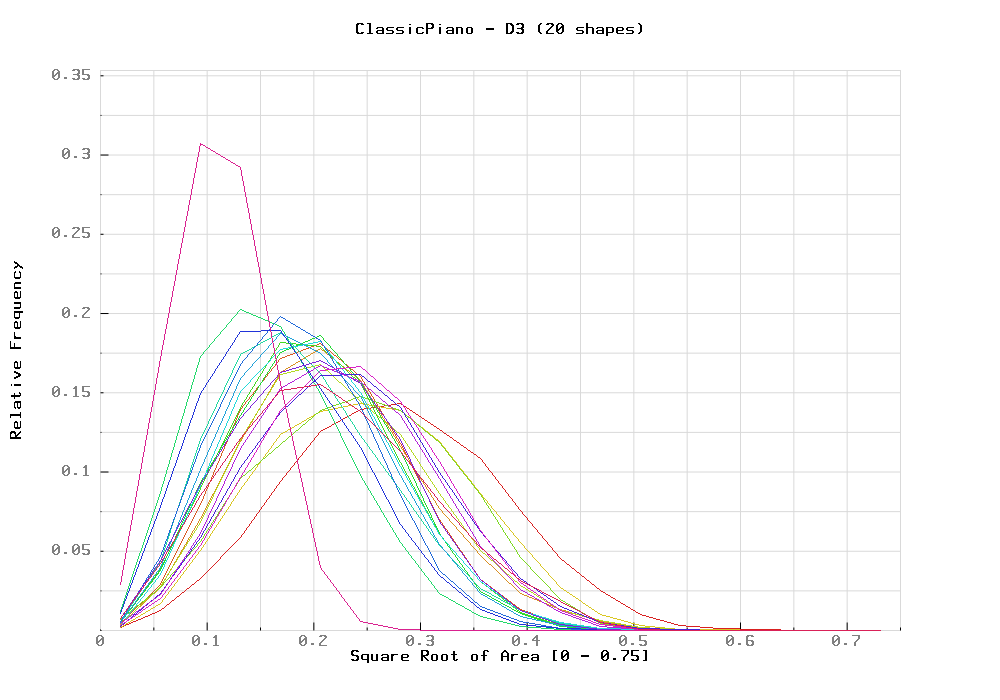 ClassicPiano - D3 (20 shapes)
0.35
0.3
0.25
0.2
0.15
0.1
0.05
Relative Frequency
0 0.1 0.2 0.3 0.4 0.5 0.6 0.7
Square Root of Area [0 - 0.75]